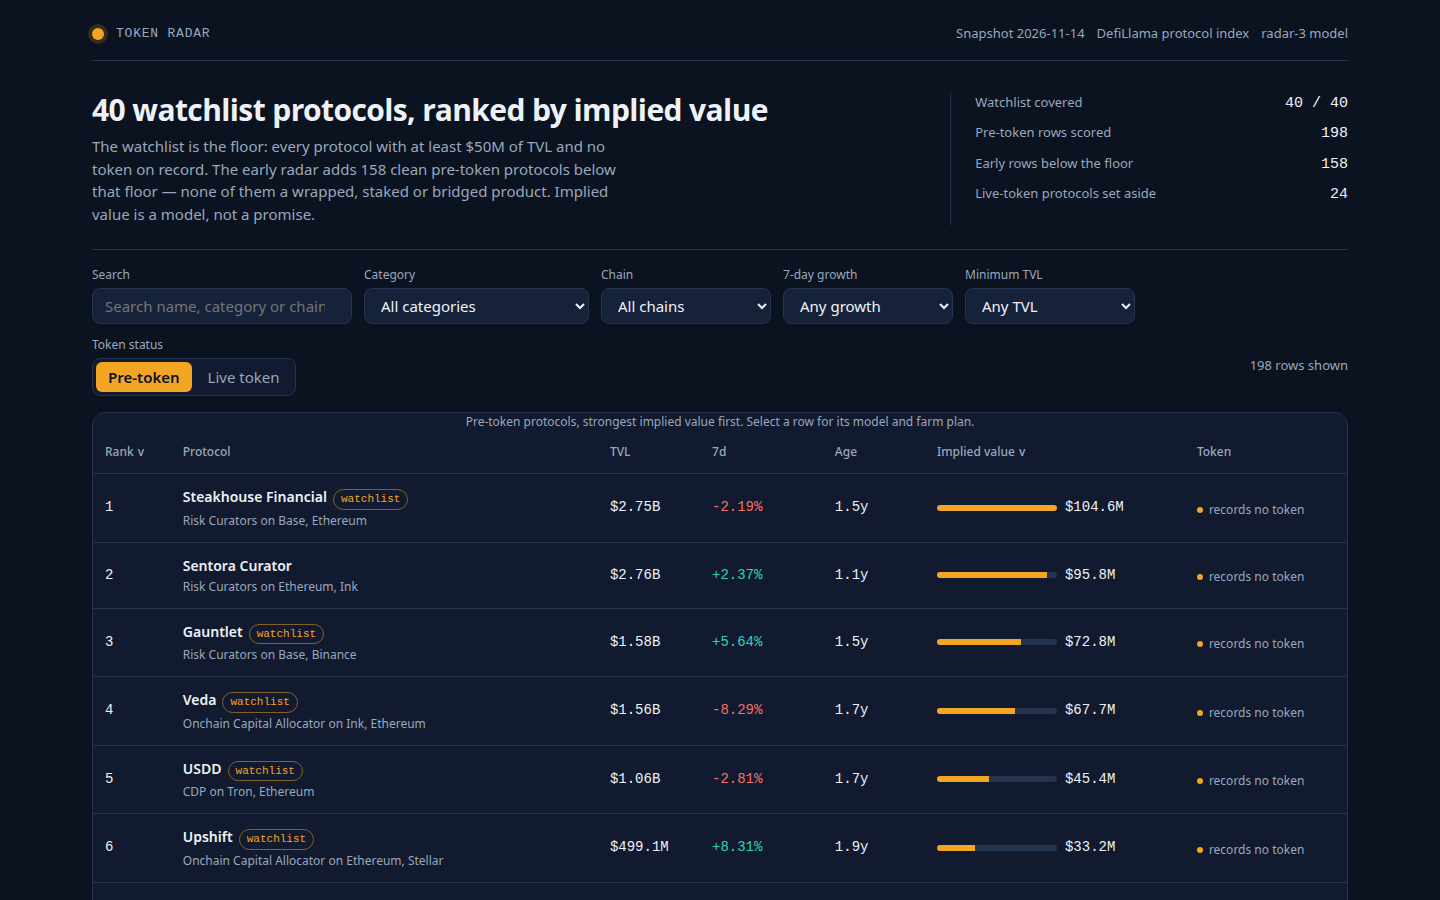 TOKEN RADAR
Snapshot 2026-11-14 DefiLlama protocol index radar-3 model
40 watchlist protocols, ranked by implied value
The watchlist is the floor: every protocol with at least $50M of TVL and no
token on record. The early radar adds 158 clean pre-token protocols below
that floor — none of them a wrapped, staked or bridged product. Implied
value is a model, not a promise.
Watchlist covered 40 / 40
Pre-token rows scored 198
Early rows below the floor 158
Live-token protocols set aside 24
Search Category Chain 7-day growth Minimum TVL
Search name, category or chain All categories All chains Any growth Any TVL
Token status
Pre-token Live token
198 rows shown
Pre-token protocols, strongest implied value first. Select a row for its model and farm plan.
Rank v Protocol TVL 7d Age Implied value v Token
1 Steakhouse Financial watchlist $2.75B -2.19% 1.5y $104.6M records no token
Risk Curators on Base, Ethereum
2 Sentora Curator $2.76B +2.37% 1.1y $95.8M records no token
Risk Curators on Ethereum, Ink
3 Gauntlet watchlist $1.58B +5.64% 1.5y $72.8M records no token
Risk Curators on Base, Binance
4 Veda watchlist $1.56B -8.29% 1.7y $67.7M records no token
Onchain Capital Allocator on Ink, Ethereum
5 USDD watchlist $1.06B -2.81% 1.7y $45.4M records no token
CDP on Tron, Ethereum
6 Upshift watchlist $499.1M +8.31% 1.9y $33.2M records no token
Onchain Capital Allocator on Ethereum, Stellar